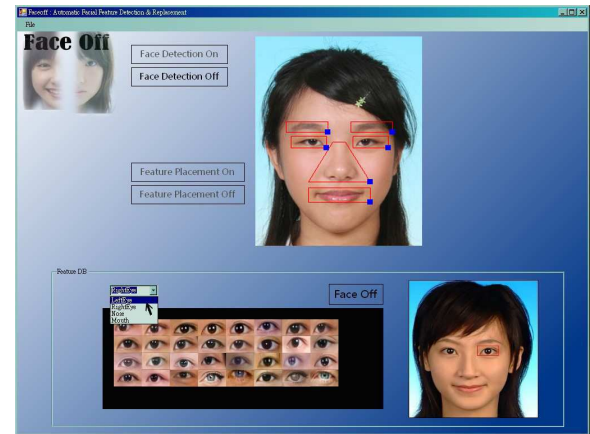 Faceoff : Automatic Facial Feature Detection & Replacement
File
Face Off
Face Detection On
Face Detection Off
Feature Placement On
Feature Placement Off
Feature DB
RightEye
LeftEye
RightEye
Nose
Mouth
Face Off